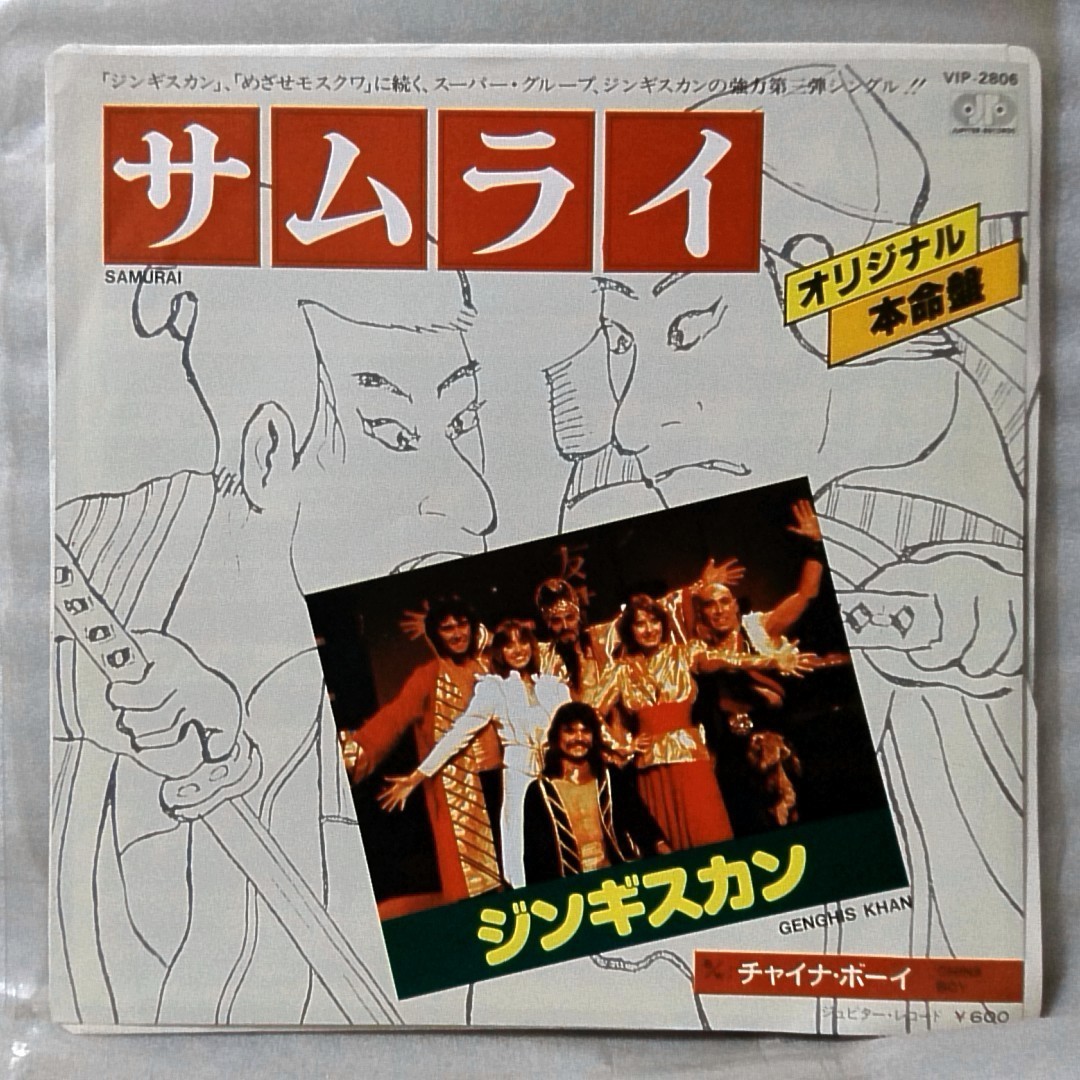 「ジンギスカン」、「めざせモスクワ」に続く、スーパー・グループ、ジンギスカンの強力第三弾シングル!!
VIP-2806
JUPITER-RECORDS
サムライ
SAMURAI
オリジナル
本命盤
ジンギスカン
GENGHIS KHAN
チャイナ・ボーイ
CHINA
BOY
ジュピター・レコード ¥600